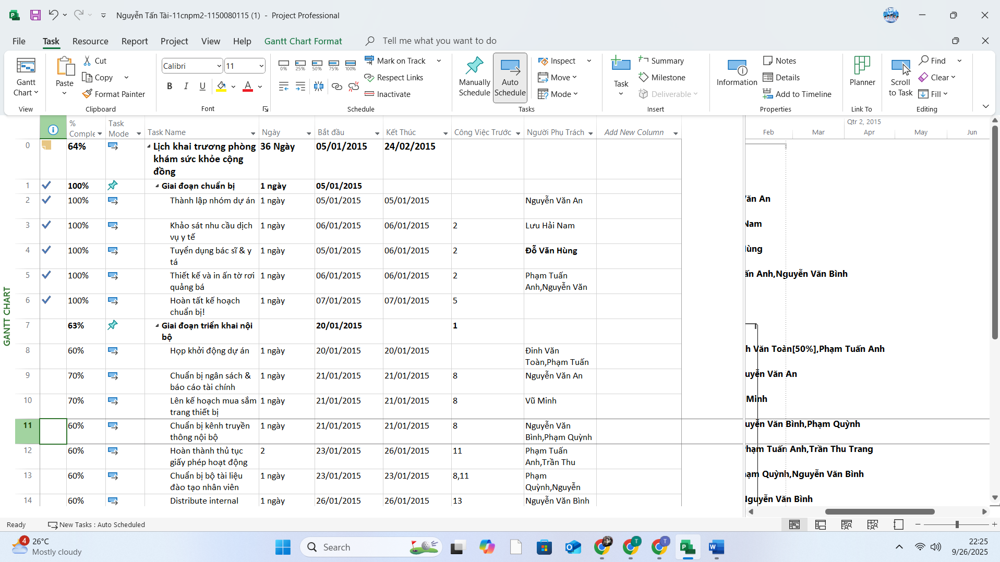 Nguyễn Tấn Tài-11cnpm2-1150080115 (1) - Project Professional
File Task Resource Report Project View Help Gantt Chart Format Tell me what you want to do
Gantt Chart
View
Paste
Cut
Copy
Format Painter
Clipboard
Calibri 11
B I U A
Font
0% 25% 50% 75% 100%
Mark on Track
Respect Links
Inactivate
Schedule
Manually Schedule
Auto Schedule
Inspect
Move
Mode
Tasks
Task
Summary
Milestone
Deliverable
Insert
Information
Notes
Details
Add to Timeline
Properties
Planner
Link To
Scroll to Task
Find
Clear
Fill
Editing
% Comple Task Mode Task Name Ngày Bắt đầu Kết Thúc Công Việc Trước Người Phụ Trách Add New Column
Qtr 2, 2015
Feb Mar Apr May Jun
0 64% Lịch khai trương phòng 36 Ngày 05/01/2015 24/02/2015
khám sức khỏe cộng
đồng
1 100% Giai đoạn chuẩn bị 1 ngày 05/01/2015
2 100% Thành lập nhóm dự án 1 ngày 05/01/2015 05/01/2015 Nguyễn Văn An
3 100% Khảo sát nhu cầu dịch 1 ngày 06/01/2015 06/01/2015 2 Lưu Hải Nam
vụ y tế
4 100% Tuyển dụng bác sĩ & y 1 ngày 05/01/2015 06/01/2015 2 Đỗ Văn Hùng
tá
5 100% Thiết kế và in ấn tờ rơi 1 ngày 06/01/2015 06/01/2015 2 Phạm Tuấn
quảng bá Anh,Nguyễn Văn
6 100% Hoàn tất kế hoạch 1 ngày 07/01/2015 07/01/2015 5
chuẩn bị!
7 63% Giai đoạn triển khai nội 20/01/2015 1
bộ
8 60% Họp khởi động dự án 1 ngày 20/01/2015 20/01/2015 Đinh Văn
Toàn,Phạm Tuấn
9 70% Chuẩn bị ngân sách & 1 ngày 21/01/2015 21/01/2015 8 Nguyễn Văn An
báo cáo tài chính
10 70% Lên kế hoạch mua sắm 1 ngày 21/01/2015 21/01/2015 8 Vũ Minh
trang thiết bị
11 60% Chuẩn bị kênh truyền 1 ngày 21/01/2015 21/01/2015 8 Nguyễn Văn
thông nội bộ Bình,Phạm Quỳnh
12 60% Hoàn thành thủ tục 2 23/01/2015 26/01/2015 11 Phạm Tuấn
giấy phép hoạt động Anh,Trần Thu
13 60% Chuẩn bị bộ tài liệu 1 ngày 23/01/2015 23/01/2015 8,11 Phạm
đào tạo nhân viên Quỳnh,Nguyễn
14 60% Distribute internal 1 ngày 26/01/2015 26/01/2015 13 Nguyễn Văn Bình
Văn An
Nam
Hùng
ấn Anh,Nguyễn Văn Bình
h Văn Toàn[50%],Phạm Tuấn Anh
uyễn Văn An
Minh
uyễn Văn Bình,Phạm Quỳnh
hạm Tuấn Anh,Trần Thu Trang
ạm Quỳnh,Nguyễn Văn Bình
Nguyễn Văn Bình
GANTT CHART
Ready New Tasks : Auto Scheduled
4 26°C
Mostly cloudy
Search
22:25
9/26/2025